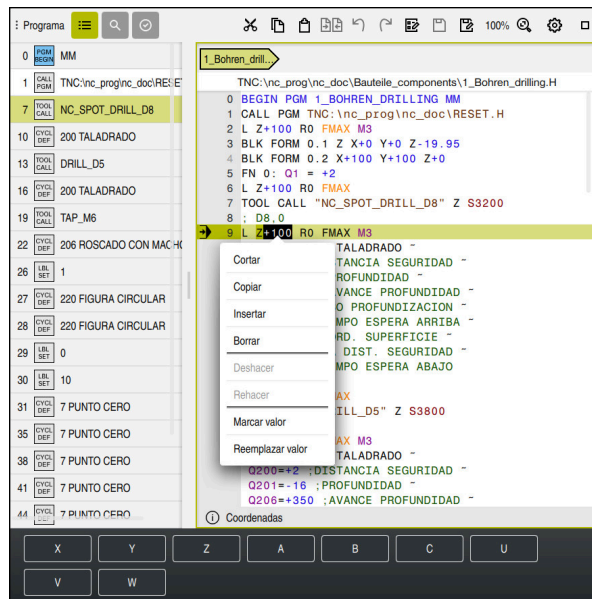 Programa
100%
0 PGM BEGIN MM
1 CALL PGM TNC:\nc_prog\nc_doc\RESET
7 TOOL CALL NC_SPOT_DRILL_D8
10 CYCL DEF 200 TALADRADO
13 TOOL CALL DRILL_D5
16 CYCL DEF 200 TALADRADO
19 TOOL CALL TAP_M6
22 CYCL DEF 206 ROSCADO CON MACHO
26 LBL SET 1
27 CYCL DEF 220 FIGURA CIRCULAR
28 CYCL DEF 220 FIGURA CIRCULAR
29 LBL SET 0
30 LBL SET 10
31 CYCL DEF 7 PUNTO CERO
35 CYCL DEF 7 PUNTO CERO
38 CYCL DEF 7 PUNTO CERO
41 CYCL DEF 7 PUNTO CERO
44 CYCL 7 PUNTO CERO
1_Bohren_drill...
TNC:\nc_prog\nc_doc\Bauteile_components\1_Bohren_drilling.H
0 BEGIN PGM 1_BOHREN_DRILLING MM
1 CALL PGM TNC:\nc_prog\nc_doc\RESET.H
2 L Z+100 R0 FMAX M3
3 BLK FORM 0.1 Z X+0 Y+0 Z-19.95
4 BLK FORM 0.2 X+100 Y+100 Z+0
5 FN 0: Q1 = +2
6 L Z+100 R0 FMAX
7 TOOL CALL "NC_SPOT_DRILL_D8" Z S3200
8 ; D8,0
9 L Z+100 R0 FMAX M3
TALADRADO ~
TANCIA SEGURIDAD ~
ROFUNDIDAD ~
VANCE PROFUNDIDAD ~
O PROFUNDIZACION ~
MPO ESPERA ARRIBA ~
RD. SUPERFICIE ~
DIST. SEGURIDAD ~
MPO ESPERA ABAJO
AX
ILL_D5" Z S3800
AX M3
TALADRADO ~
Q200=+2 ;DISTANCIA SEGURIDAD ~
Q201=-16 ;PROFUNDIDAD ~
Q206=+350 ;AVANCE PROFUNDIDAD ~
Cortar
Copiar
Insertar
Borrar
Deshacer
Rehacer
Marcar valor
Reemplazar valor
Coordenadas
X Y Z A B C U
V W